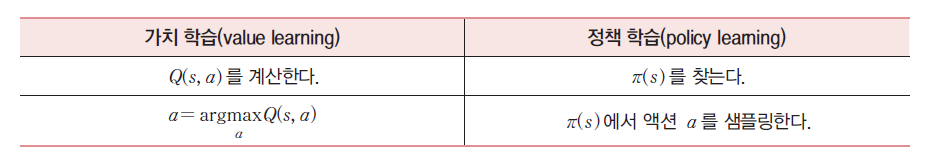 가치 학습(value learning) 정책 학습(policy learning)
Q(s, a)를 계산한다. π(s)를 찾는다.
a = argmax Q(s, a) π(s)에서 액션 a를 샘플링한다.
a